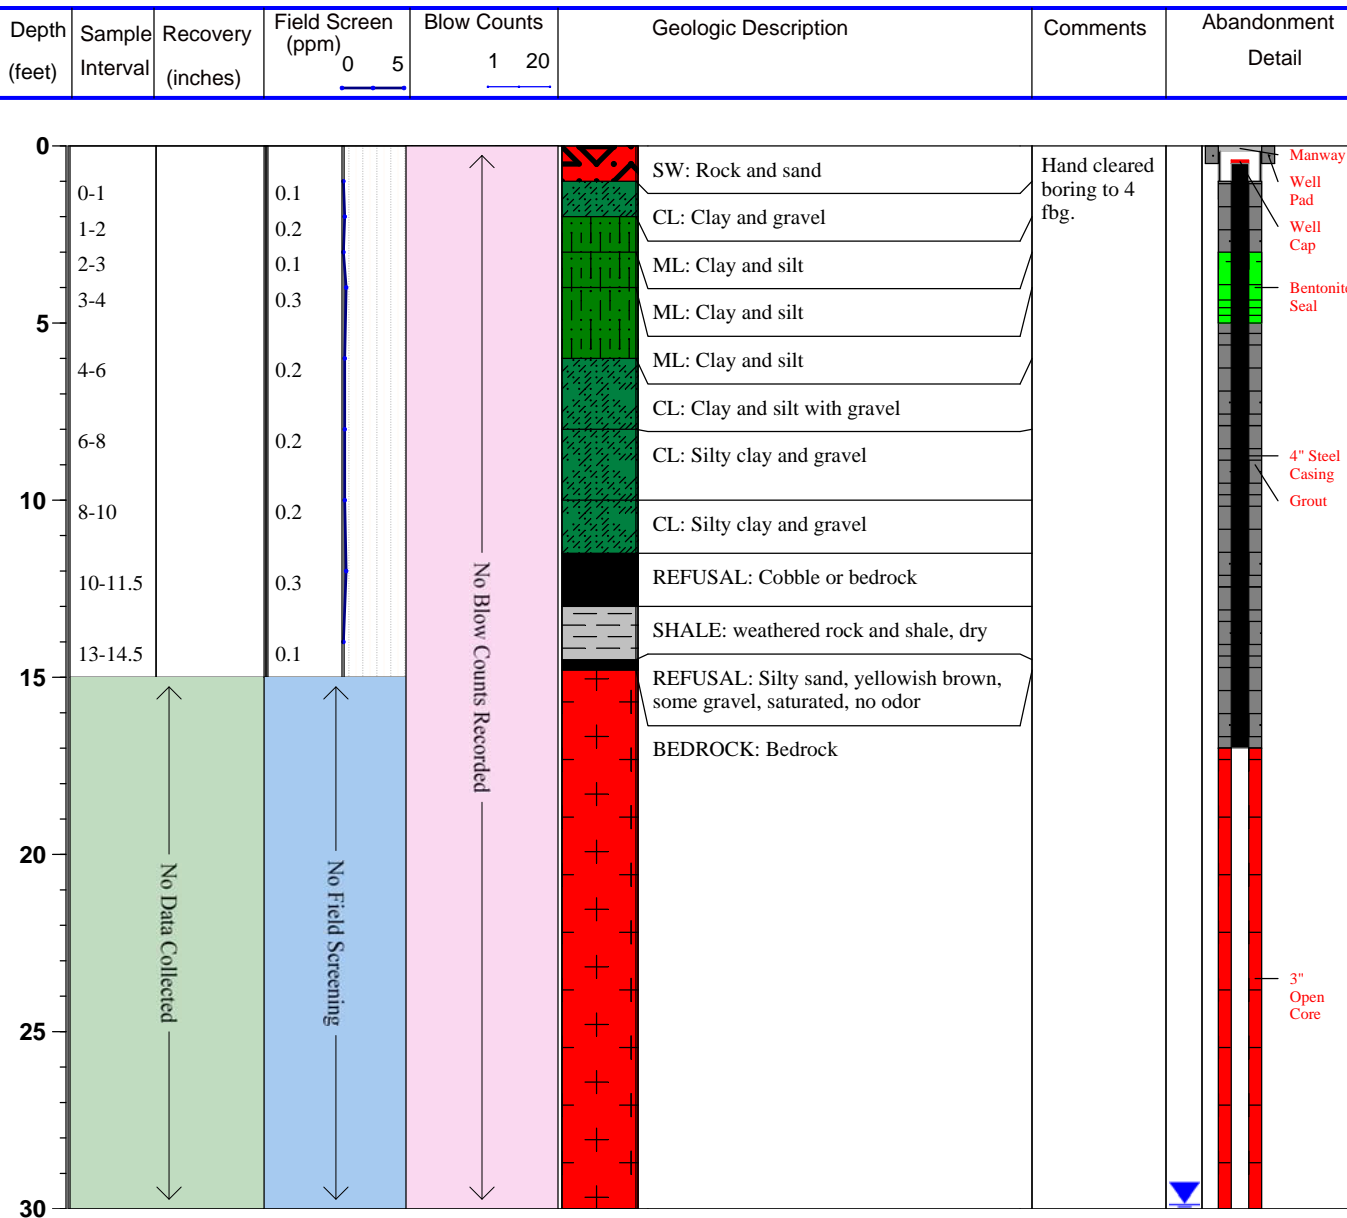 Depth
(feet)
Sample
Interval
Recovery
(inches)
Field Screen
(ppm)
0 5
Blow Counts
1 20
Geologic Description
Comments
Abandonment
Detail
0
5
10
15
20
25
30
0-1
1-2
2-3
3-4
4-6
6-8
8-10
10-11.5
13-14.5
No Data Collected
0.1
0.2
0.1
0.3
0.2
0.2
0.2
0.3
0.1
No Field Screening
No Blow Counts Recorded
SW: Rock and sand
CL: Clay and gravel
ML: Clay and silt
ML: Clay and silt
ML: Clay and silt
CL: Clay and silt with gravel
CL: Silty clay and gravel
CL: Silty clay and gravel
REFUSAL: Cobble or bedrock
SHALE: weathered rock and shale, dry
REFUSAL: Silty sand, yellowish brown,
some gravel, saturated, no odor
BEDROCK: Bedrock
Hand cleared
boring to 4
fbg.
Manway
Well
Pad
Well
Cap
Bentonite
Seal
4" Steel
Casing
Grout
3"
Open
Core